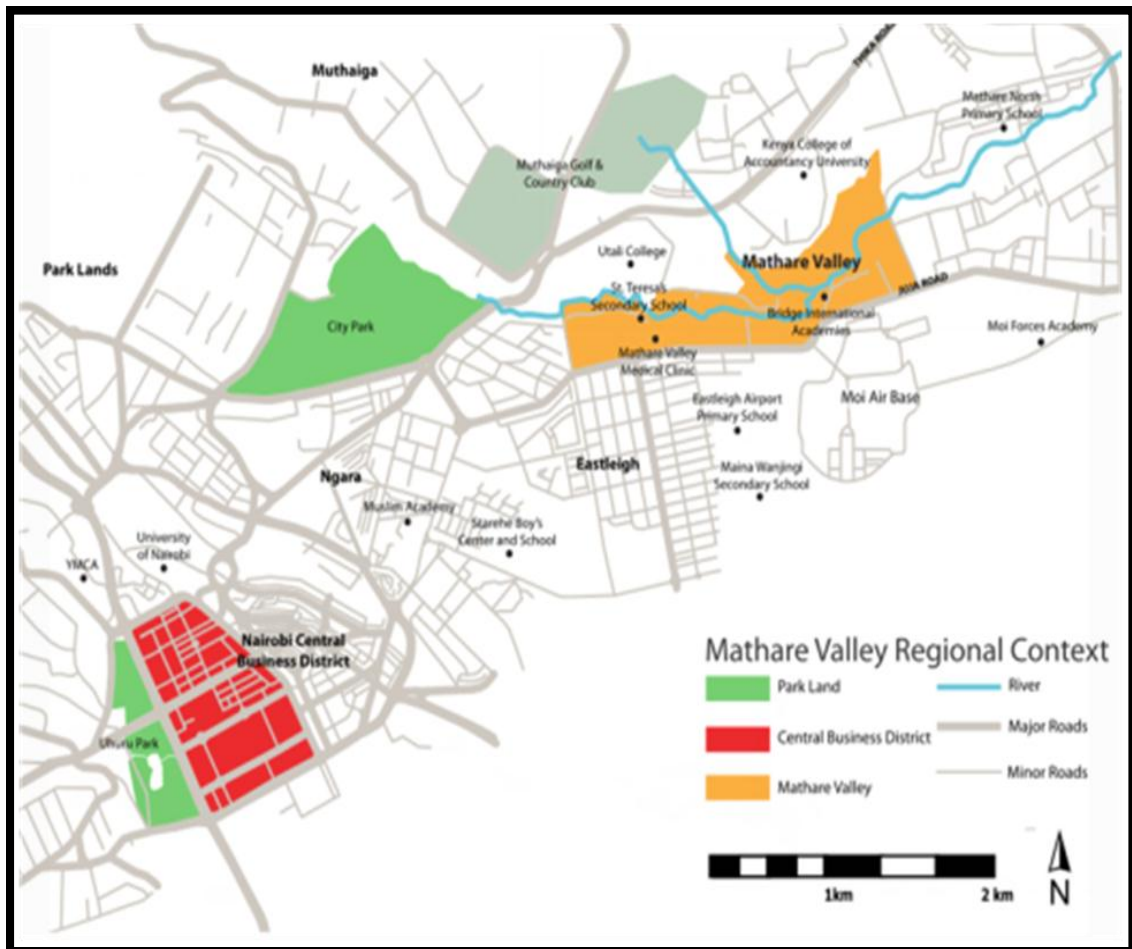 Muthaiga
THIKA ROAD
Mathare North
Primary School
Kenya College of
Accountancy University
Muthaiga Golf &
Country Club
Utali College
Mathare Valley
Park Lands
St. Teresa's
Secondary School
JUJA ROAD
Bridge International
Academies
City Park
Moi Forces Academy
Mathare Valley
Medical Clinic
Eastleigh Airport
Primary School
Moi Air Base
Eastleigh
Maina Wanjingi
Secondary School
Ngara
Muslim Academy
Starehe Boy's
Center and School
University
of Nairobi
YMCA
Nairobi Central
Business District
Uhuru Park
Mathare Valley Regional Context
Park Land
River
Central Business District
Major Roads
Mathare Valley
Minor Roads
1km
2 km
N